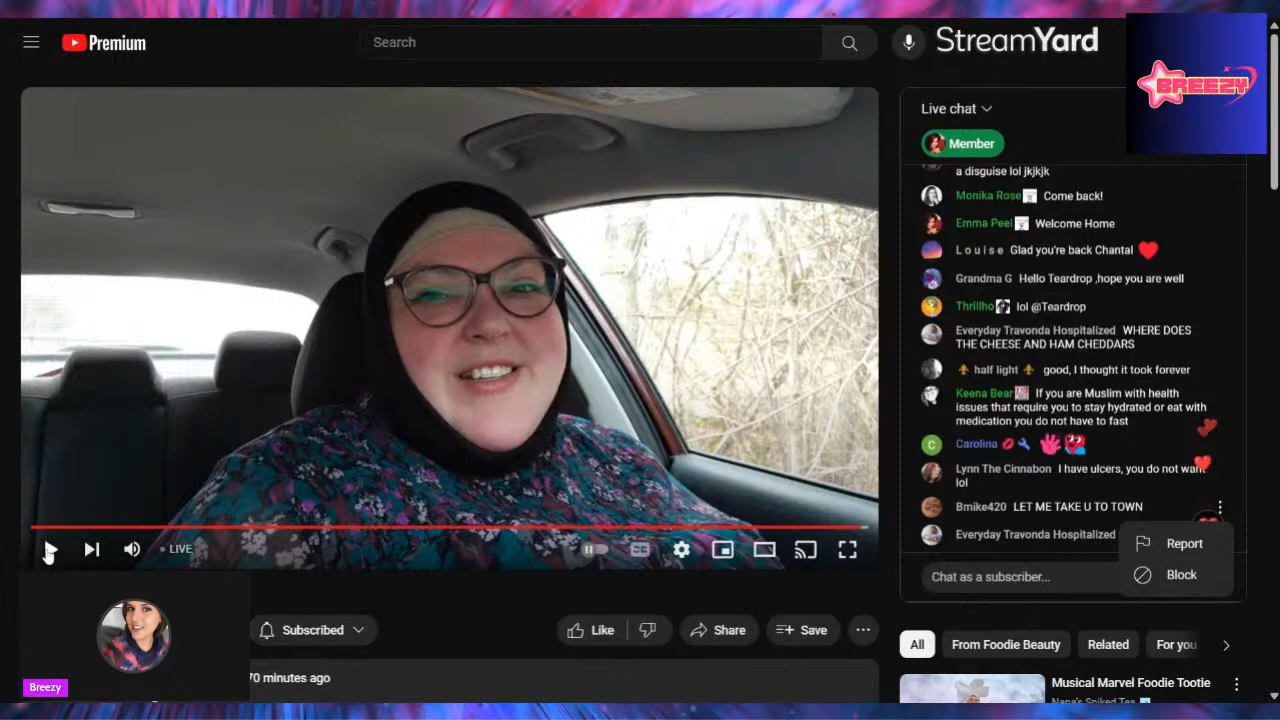 Premium
Search
StreamYard
BREEZY
Live chat
Member
a disguise lol jkjkjk
Monika Rose Come back!
Emma Peel Welcome Home
L o u i s e Glad you're back Chantal
Grandma G Hello Teardrop ,hope you are well
Thrillho lol @Teardrop
Everyday Travonda Hospitalized WHERE DOES
THE CHEESE AND HAM CHEDDARS
half light good, I thought it took forever
Keena Bear If you are Muslim with health
issues that require you to stay hydrated or eat with
medication you do not have to fast
C Carolina
Lynn The Cinnabon I have ulcers, you do not want
lol
Bmike420 LET ME TAKE U TO TOWN
Everyday Travonda Hospitalized
Report
Block
Chat as a subscriber...
LIVE
CC
Subscribed
Like
Share
Save
70 minutes ago
Breezy
All
From Foodie Beauty
Related
For you
Musical Marvel Foodie Tootie
Nana's Spiked Tea